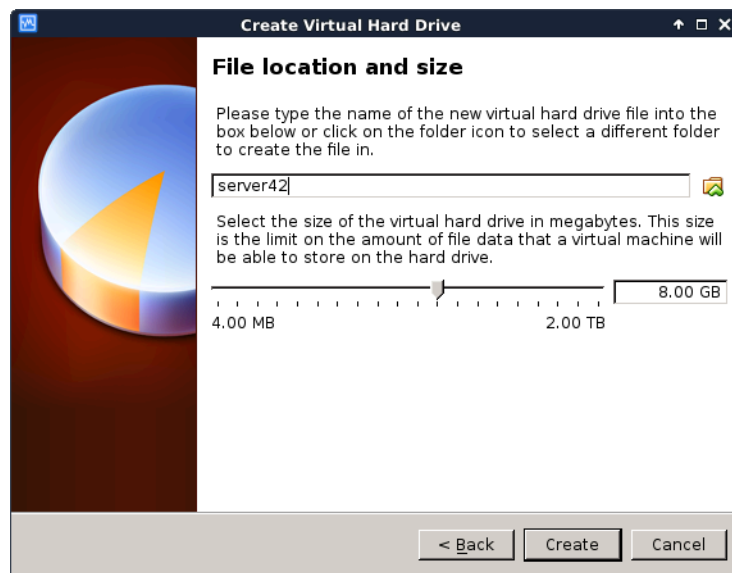 Create Virtual Hard Drive
File location and size
Please type the name of the new virtual hard drive file into the
box below or click on the folder icon to select a different folder
to create the file in.
server42
Select the size of the virtual hard drive in megabytes. This size
is the limit on the amount of file data that a virtual machine will
be able to store on the hard drive.
8.00 GB
4.00 MB 2.00 TB
< Back Create Cancel